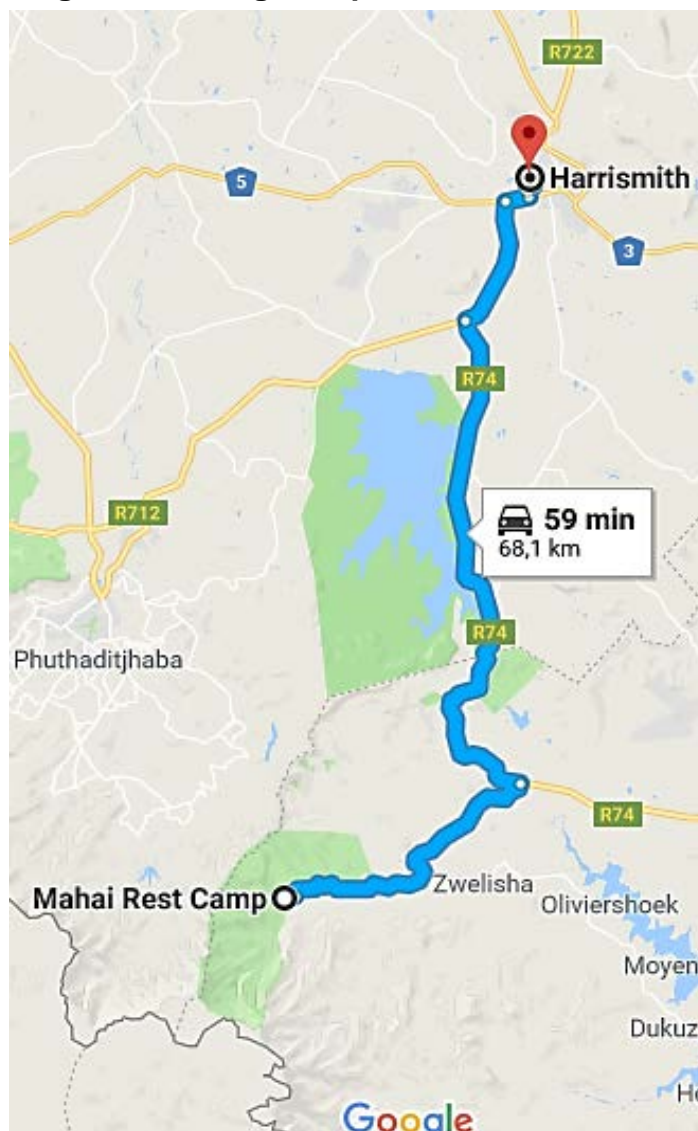 R722
5
Harrismith
3
R74
R712
59 min
68,1 km
R74
Phuthaditjhaba
R74
Mahai Rest Camp
Zwelisha
Oliviershoek
Moyen
Dukuz
Google